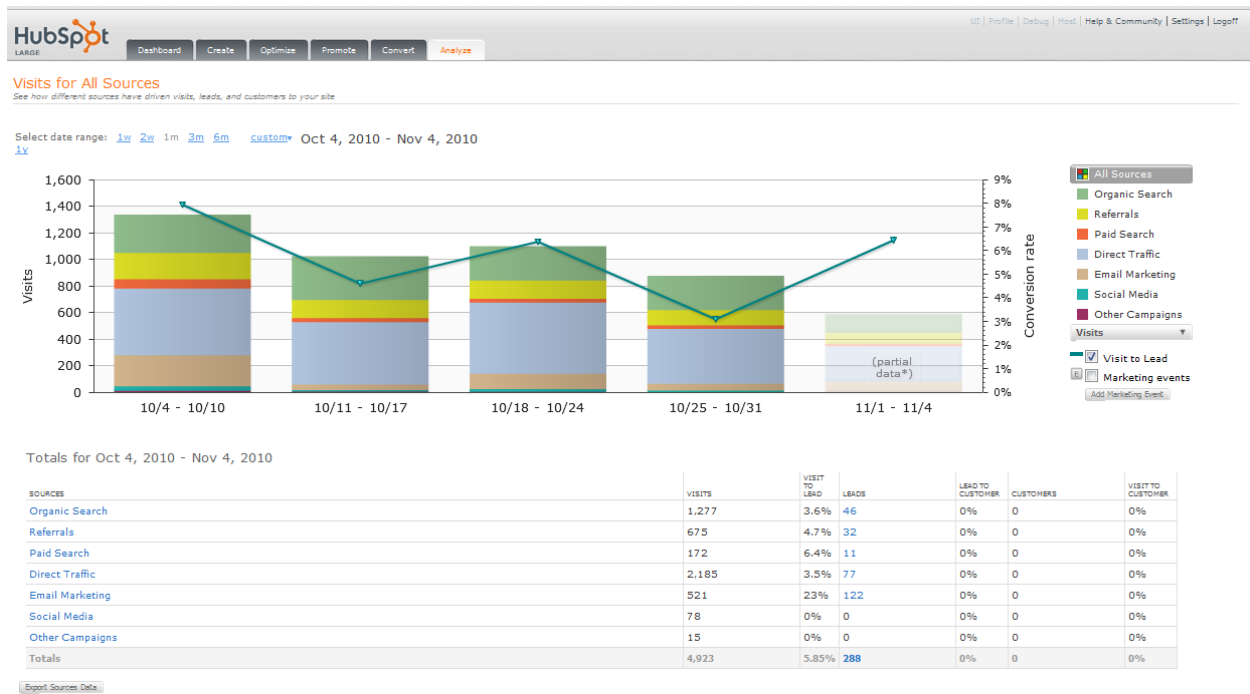 UI | Profile | Debug | Host | Help & Community | Settings | Logoff
HubSpot
LARGE
Dashboard Create Optimize Promote Convert Analyze
Visits for All Sources
See how different sources have driven visits, leads, and customers to your site
Select date range: 1w 2w 1m 3m 6m custom▾ Oct 4, 2010 - Nov 4, 2010
1y
Visits
1,600
1,400
1,200
1,000
800
600
400
200
0
(partial
data*)
10/4 - 10/10 10/11 - 10/17 10/18 - 10/24 10/25 - 10/31 11/1 - 11/4
9%
8%
7%
6%
5%
4%
3%
2%
1%
0%
Conversion rate
All Sources
Organic Search
Referrals
Paid Search
Direct Traffic
Email Marketing
Social Media
Other Campaigns
Visits ▼
Visit to Lead
E Marketing events
Add Marketing Event
Totals for Oct 4, 2010 - Nov 4, 2010
SOURCES VISITS VISIT TO LEAD LEADS LEAD TO CUSTOMER CUSTOMERS VISIT TO CUSTOMER
Organic Search 1,277 3.6% 46 0% 0 0%
Referrals 675 4.7% 32 0% 0 0%
Paid Search 172 6.4% 11 0% 0 0%
Direct Traffic 2,185 3.5% 77 0% 0 0%
Email Marketing 521 23% 122 0% 0 0%
Social Media 78 0% 0 0% 0 0%
Other Campaigns 15 0% 0 0% 0 0%
Totals 4,923 5.85% 288 0% 0 0%
Export Sources Data